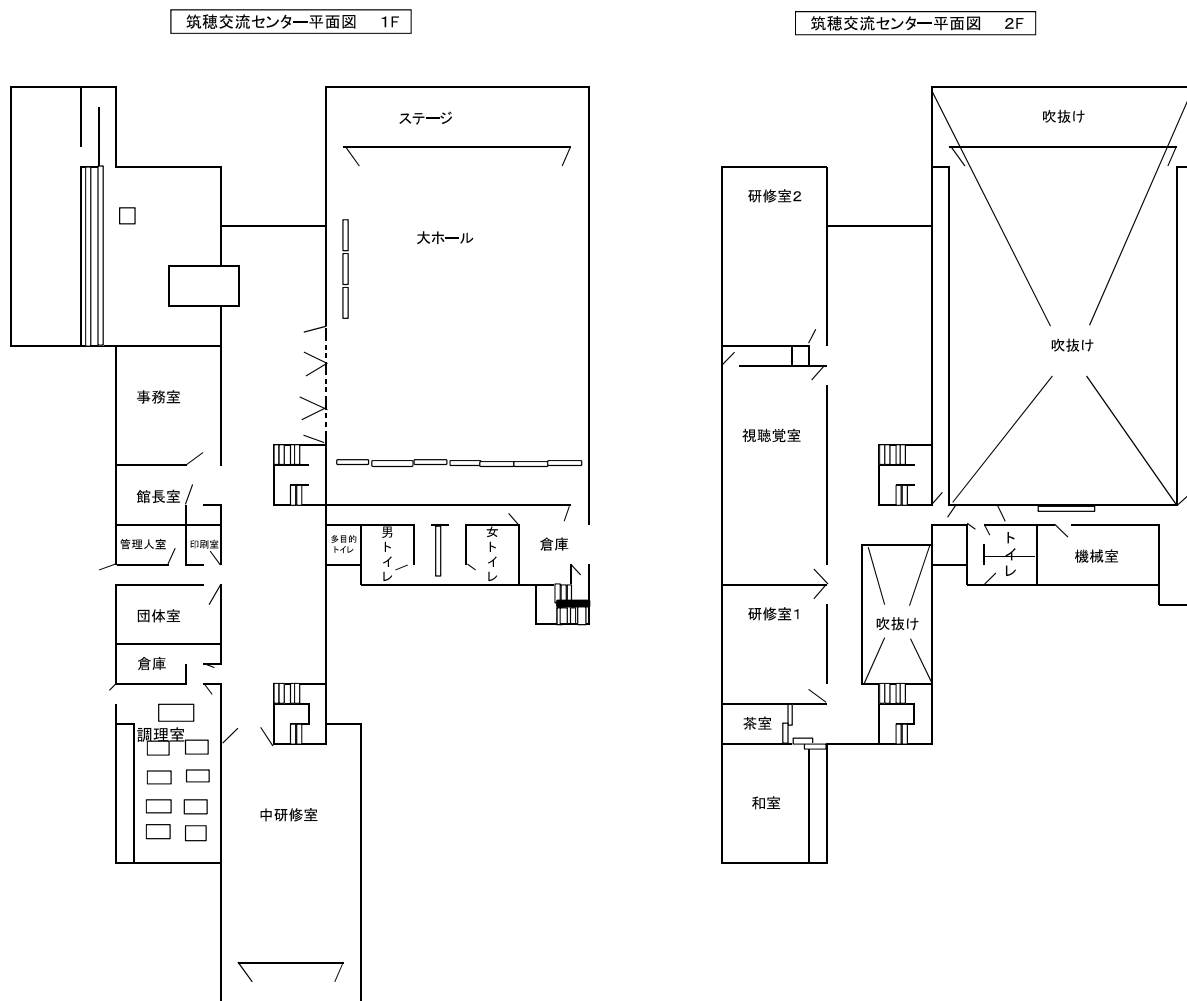 筑穂交流センター平面図 1F
ステージ
大ホール
事務室
館長室
管理人室
印刷室
多目的
トイレ
男トイレ
女トイレ
倉庫
団体室
倉庫
調理室
中研修室
筑穂交流センター平面図 2F
吹抜け
研修室2
吹抜け
視聴覚室
トイレ
機械室
研修室1
吹抜け
茶室
和室